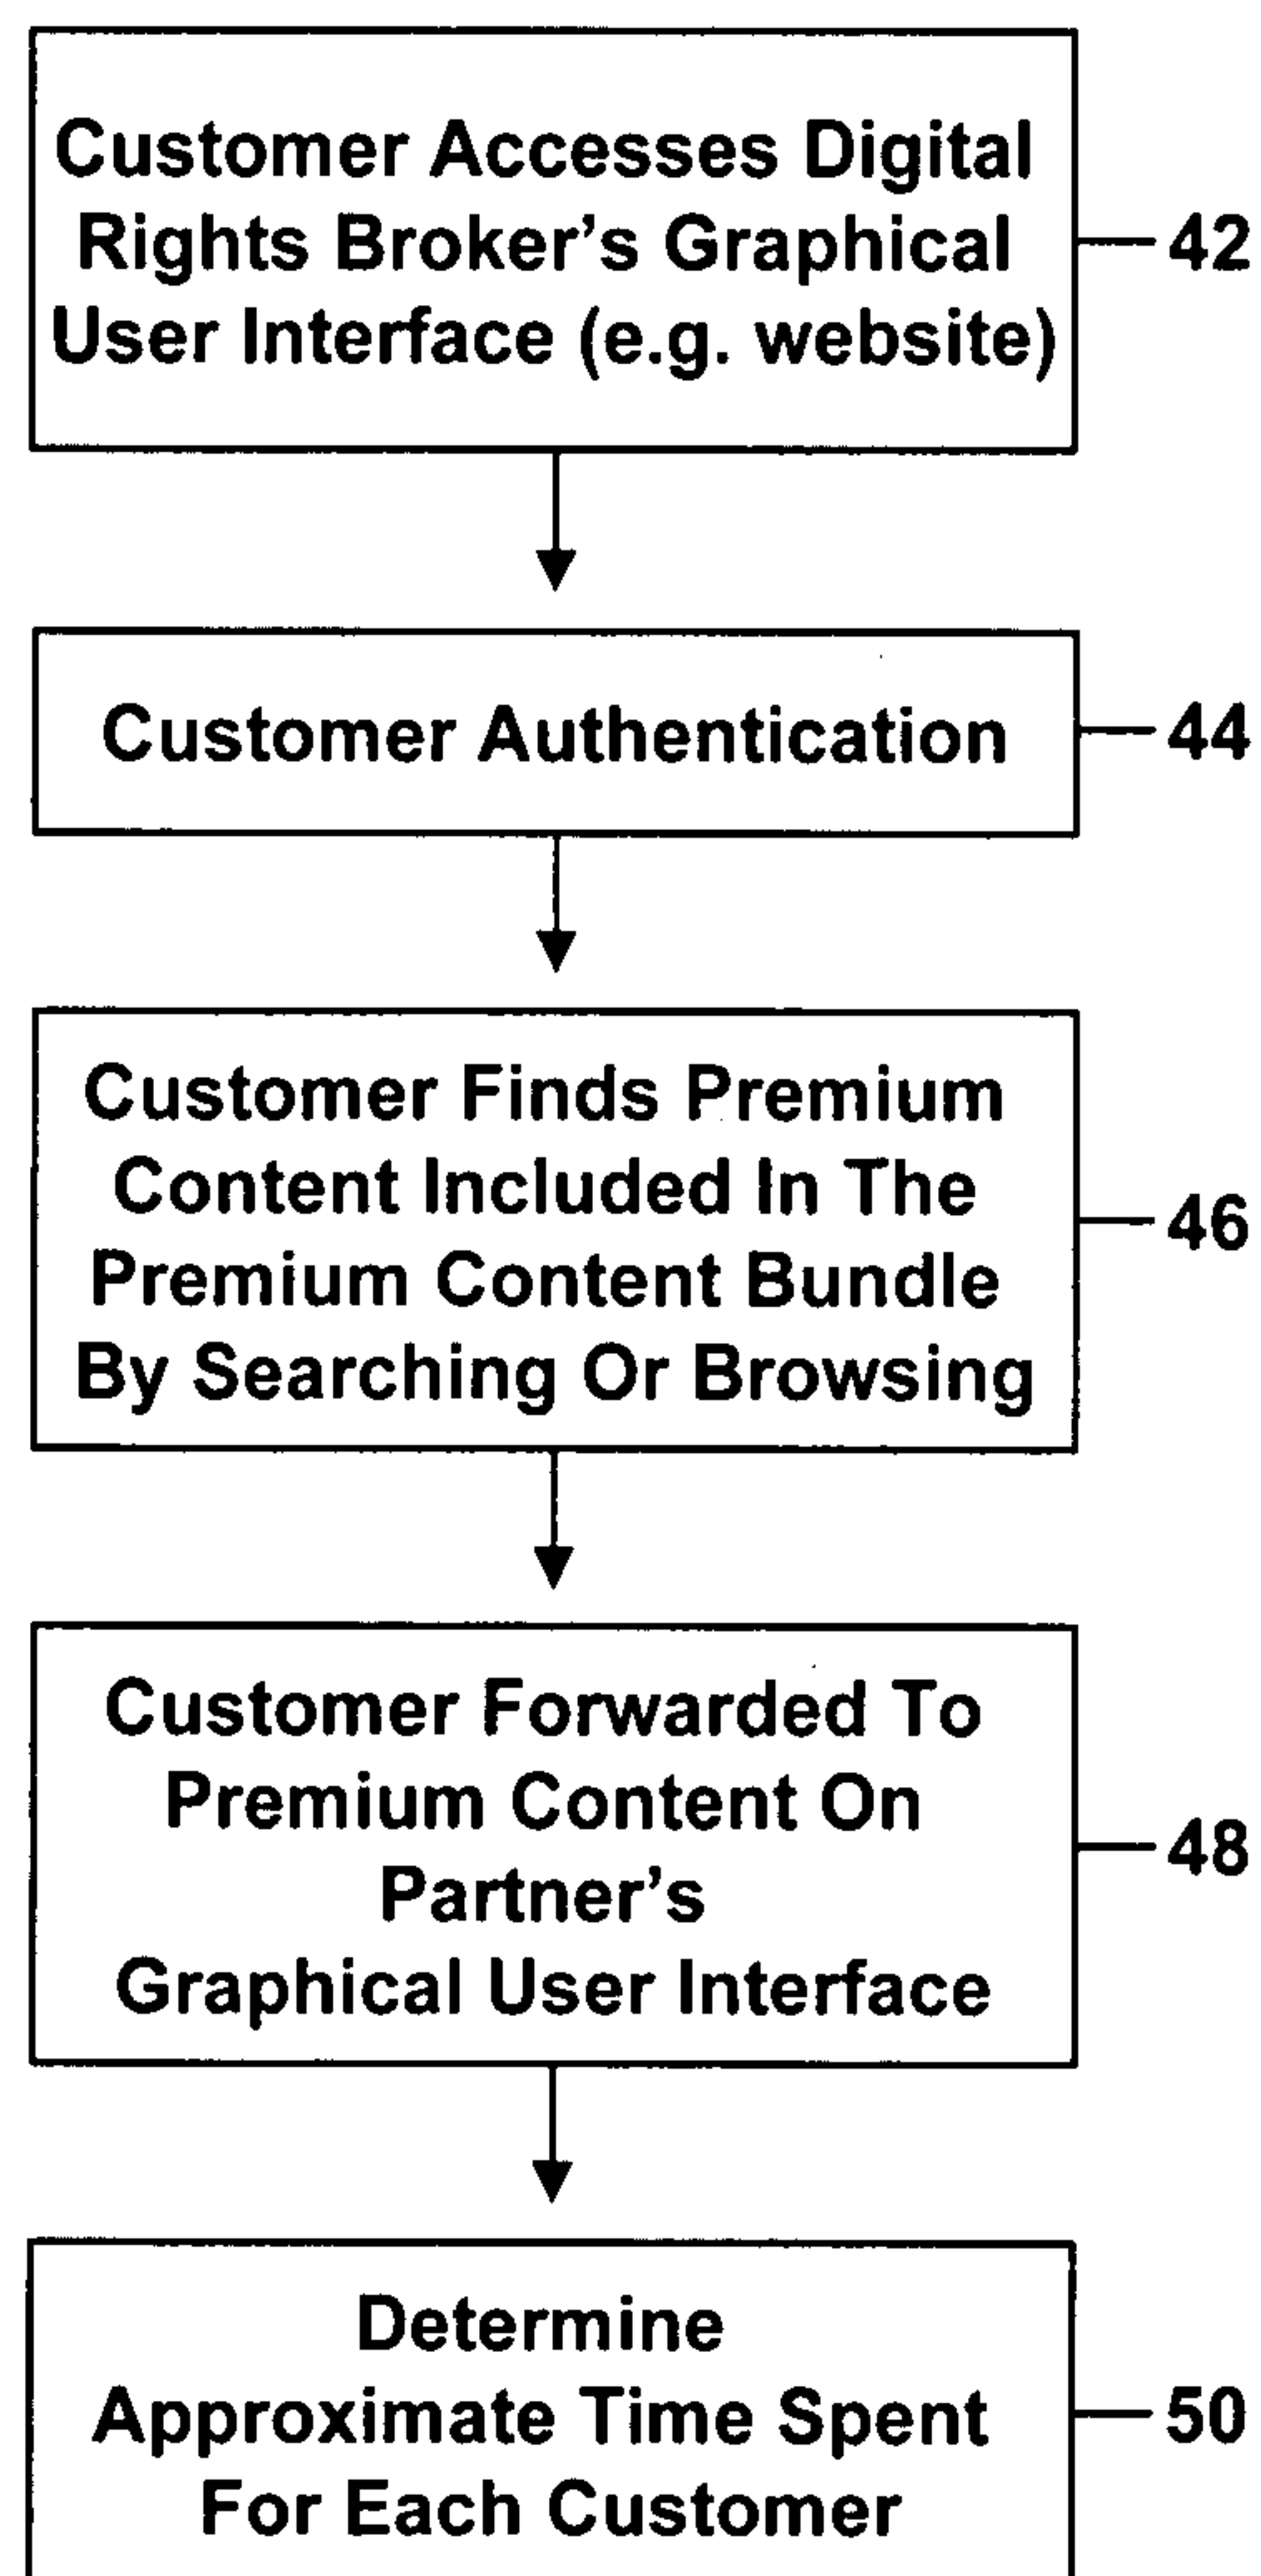 Customer Accesses Digital
Rights Broker's Graphical
User Interface (e.g. website)
42
Customer Authentication
44
Customer Finds Premium
Content Included In The
Premium Content Bundle
By Searching Or Browsing
46
Customer Forwarded To
Premium Content On
Partner's
Graphical User Interface
48
Determine
Approximate Time Spent
For Each Customer
50